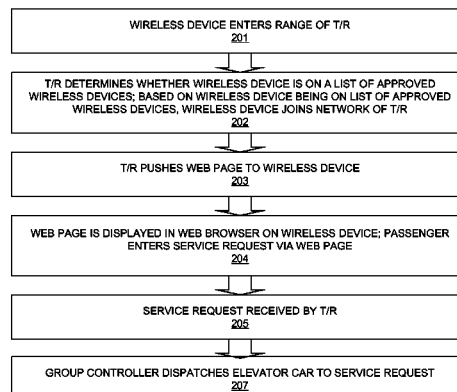 WIRELESS DEVICE ENTERS RANGE OF T/R
201
T/R DETERMINES WHETHER WIRELESS DEVICE IS ON A LIST OF APPROVED
WIRELESS DEVICES; BASED ON WIRELESS DEVICE BEING ON LIST OF APPROVED
WIRELESS DEVICES, WIRELESS DEVICE JOINS NETWORK OF T/R
202
T/R PUSHES WEB PAGE TO WIRELESS DEVICE
203
WEB PAGE IS DISPLAYED IN WEB BROWSER ON WIRELESS DEVICE; PASSENGER
ENTERS SERVICE REQUEST VIA WEB PAGE
204
SERVICE REQUEST RECEIVED BY T/R
205
GROUP CONTROLLER DISPATCHES ELEVATOR CAR TO SERVICE REQUEST
207